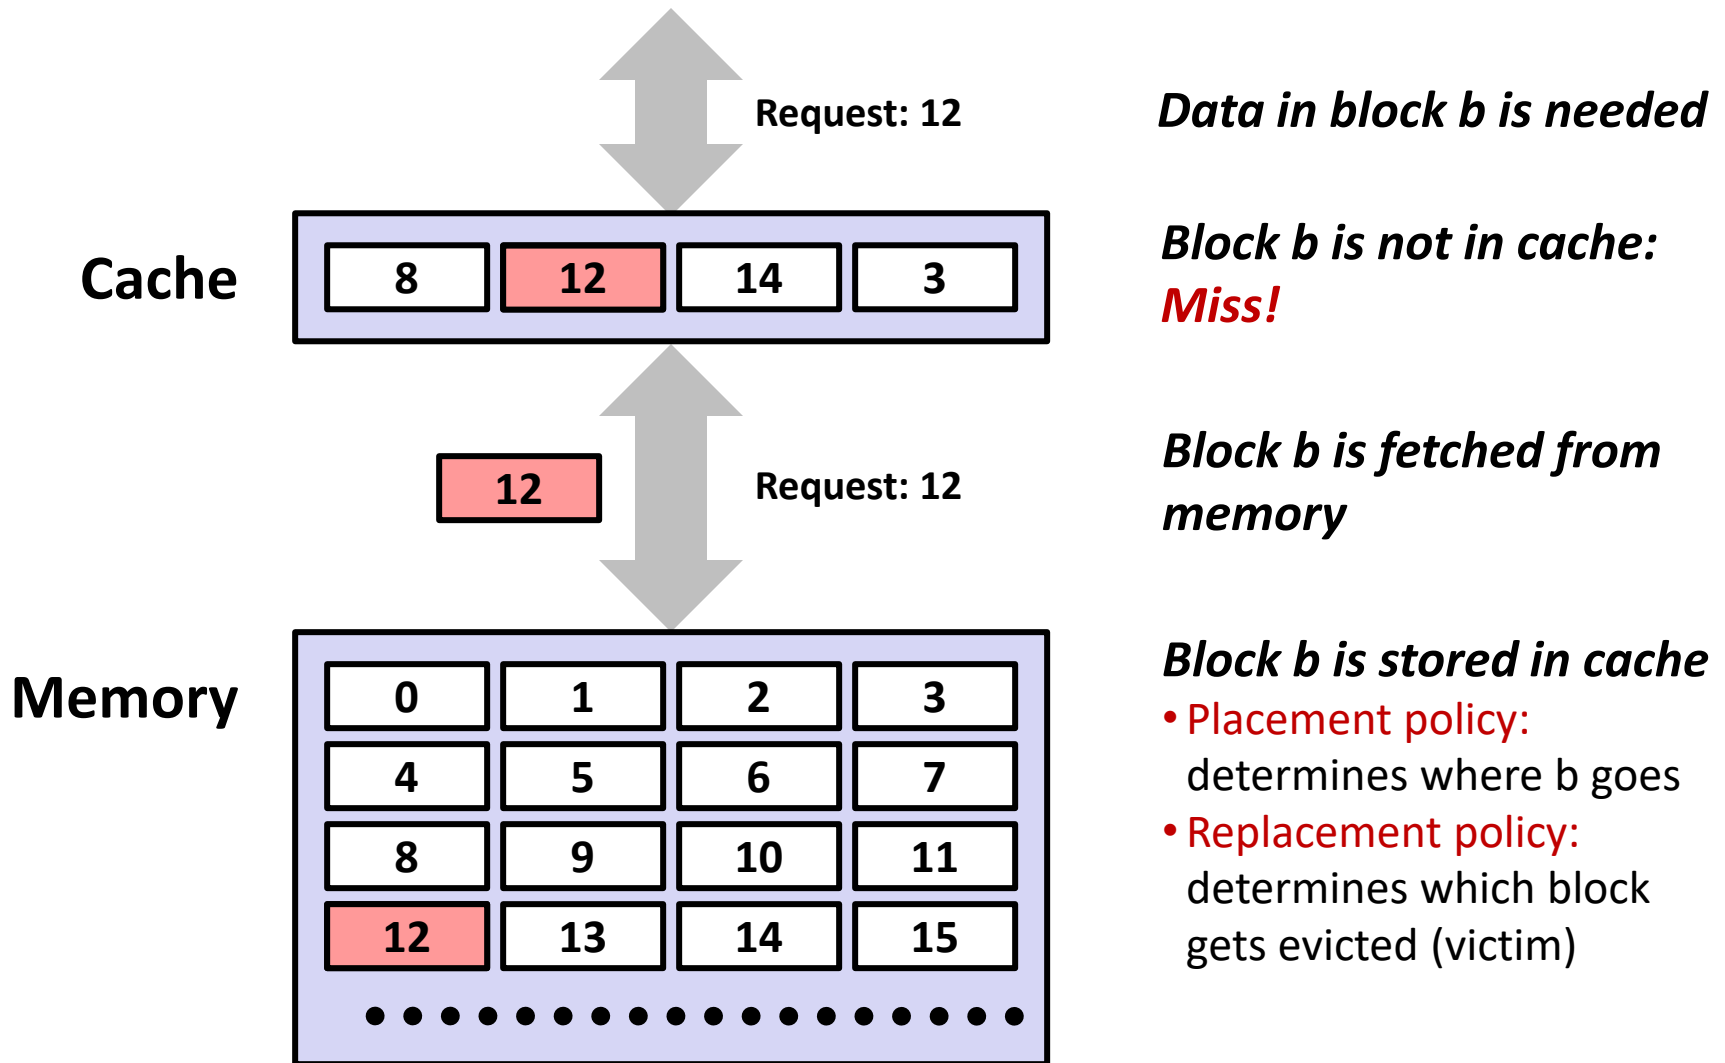 Request: 12
Data in block b is needed
Cache
8 12 14 3
Block b is not in cache:
Miss!
12
Request: 12
Block b is fetched from
memory
Memory
0 1 2 3
4 5 6 7
8 9 10 11
12 13 14 15
Block b is stored in cache
• Placement policy:
determines where b goes
• Replacement policy:
determines which block
gets evicted (victim)